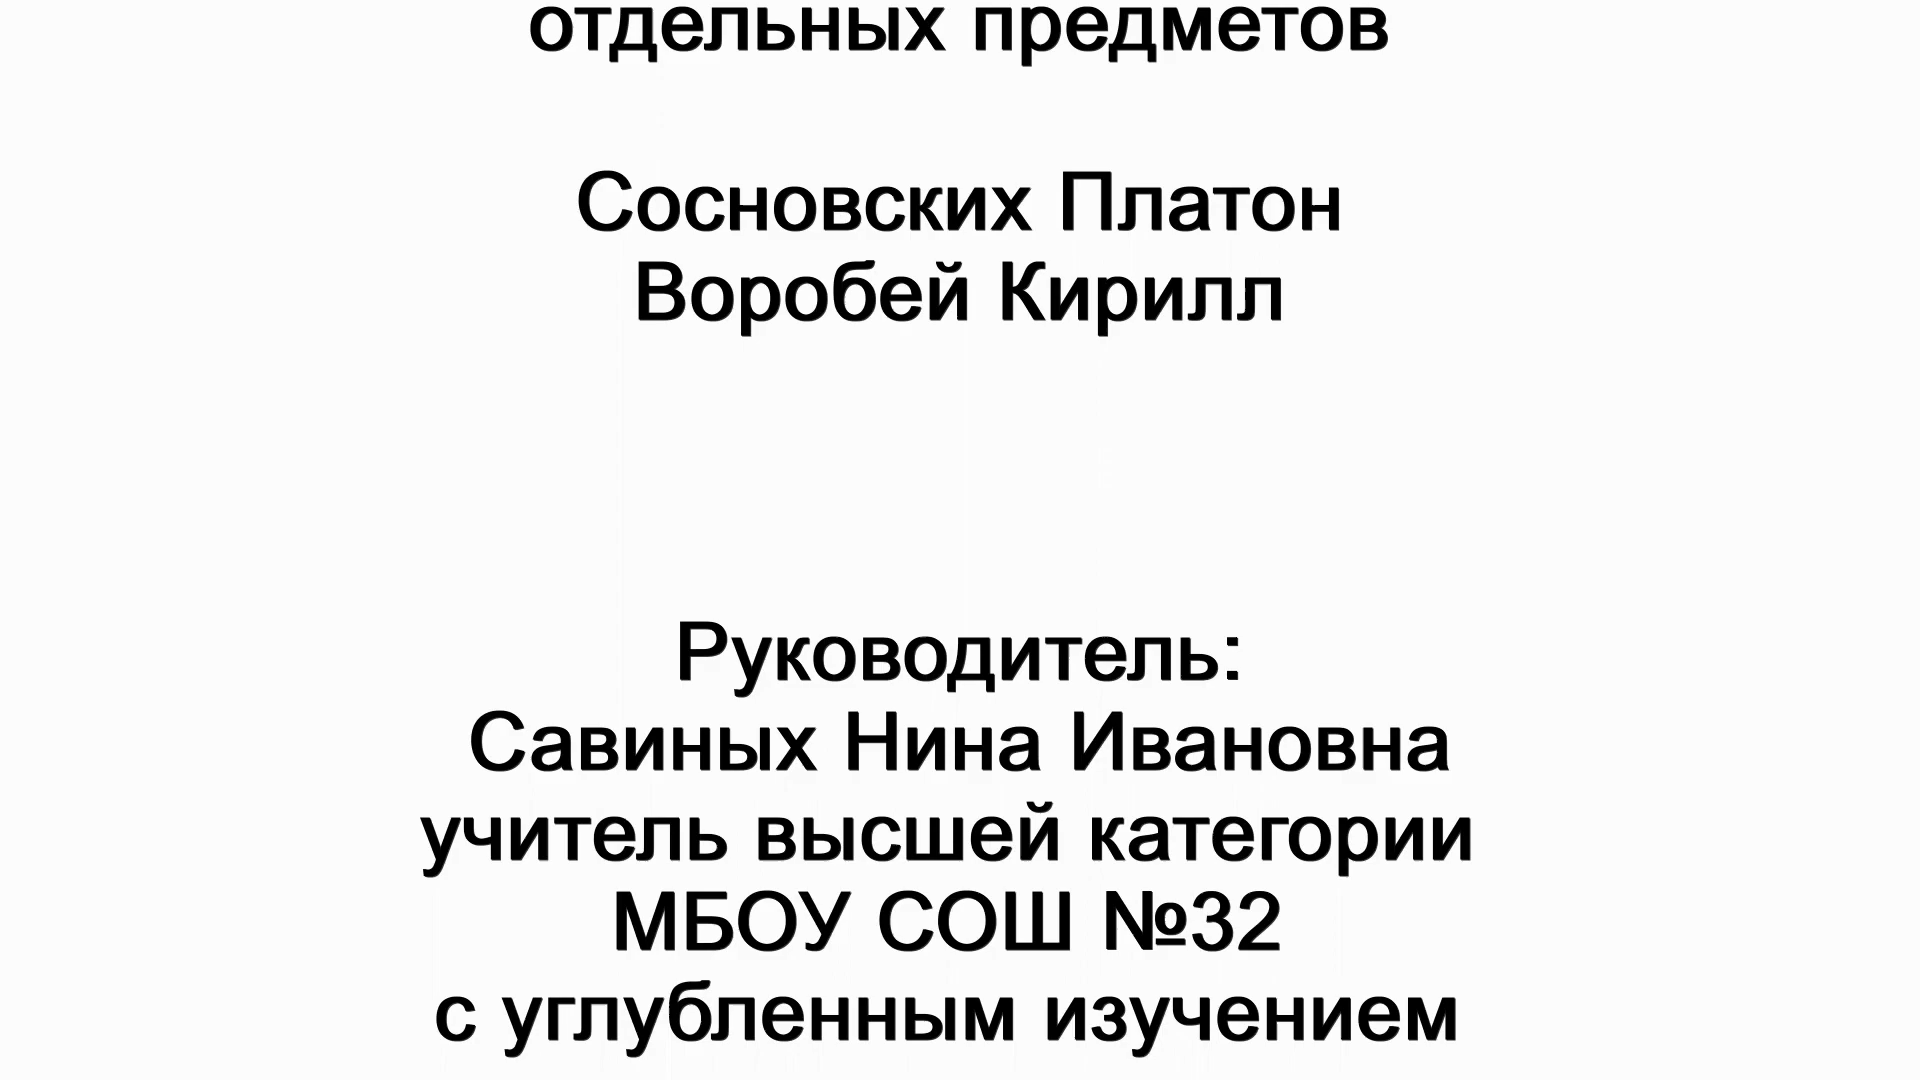 отдельных предметов
Сосновских Платон
Воробей Кирилл
Руководитель:
Савиных Нина Ивановна
учитель высшей категории
МБОУ СОШ №32
с углубленным изучением